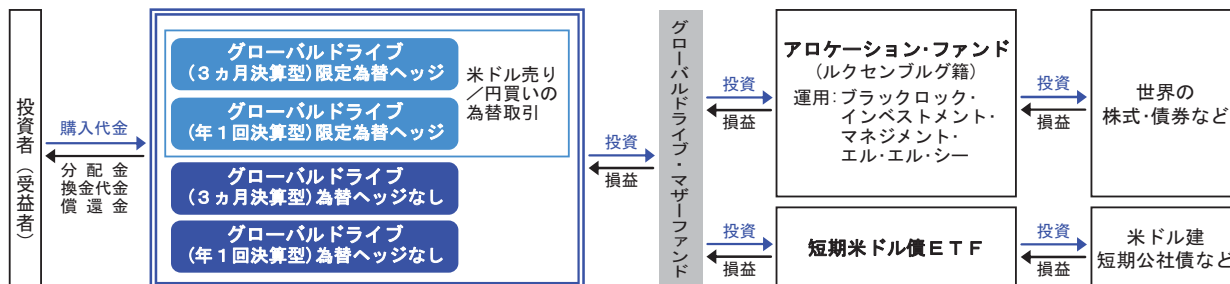 投資者（受益者）
購入代金
分配金
換金代金
償還金
グローバルドライブ
（３ヵ月決算型）限定為替ヘッジ
グローバルドライブ
（年１回決算型）限定為替ヘッジ
米ドル売り
／円買いの
為替取引
グローバルドライブ
（３ヵ月決算型）為替ヘッジなし
グローバルドライブ
（年１回決算型）為替ヘッジなし
投資
損益
グローバルドライブ・マザーファンド
投資
損益
アロケーション・ファンド
（ルクセンブルグ籍）
運用：ブラックロック・
インベストメント・
マネジメント・
エル・エル・シー
投資
損益
世界の
株式・債券など
投資
損益
短期米ドル債ＥＴＦ
投資
損益
米ドル建
短期公社債など